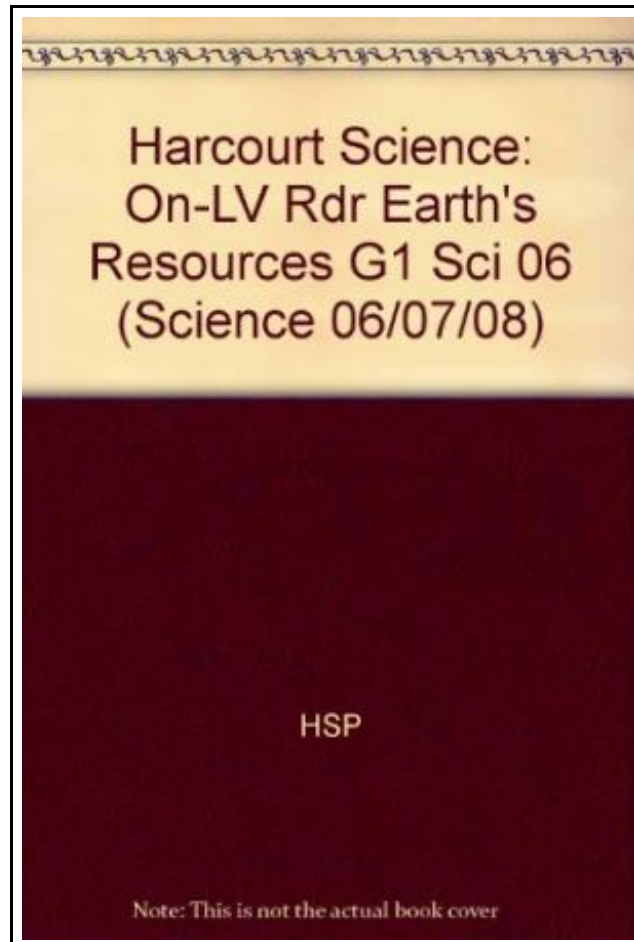 Harcourt Science:
On-LV Rdr Earth's
Resources G1 Sci 06
(Science 06/07/08)
HSP
Note: This is not the actual book cover